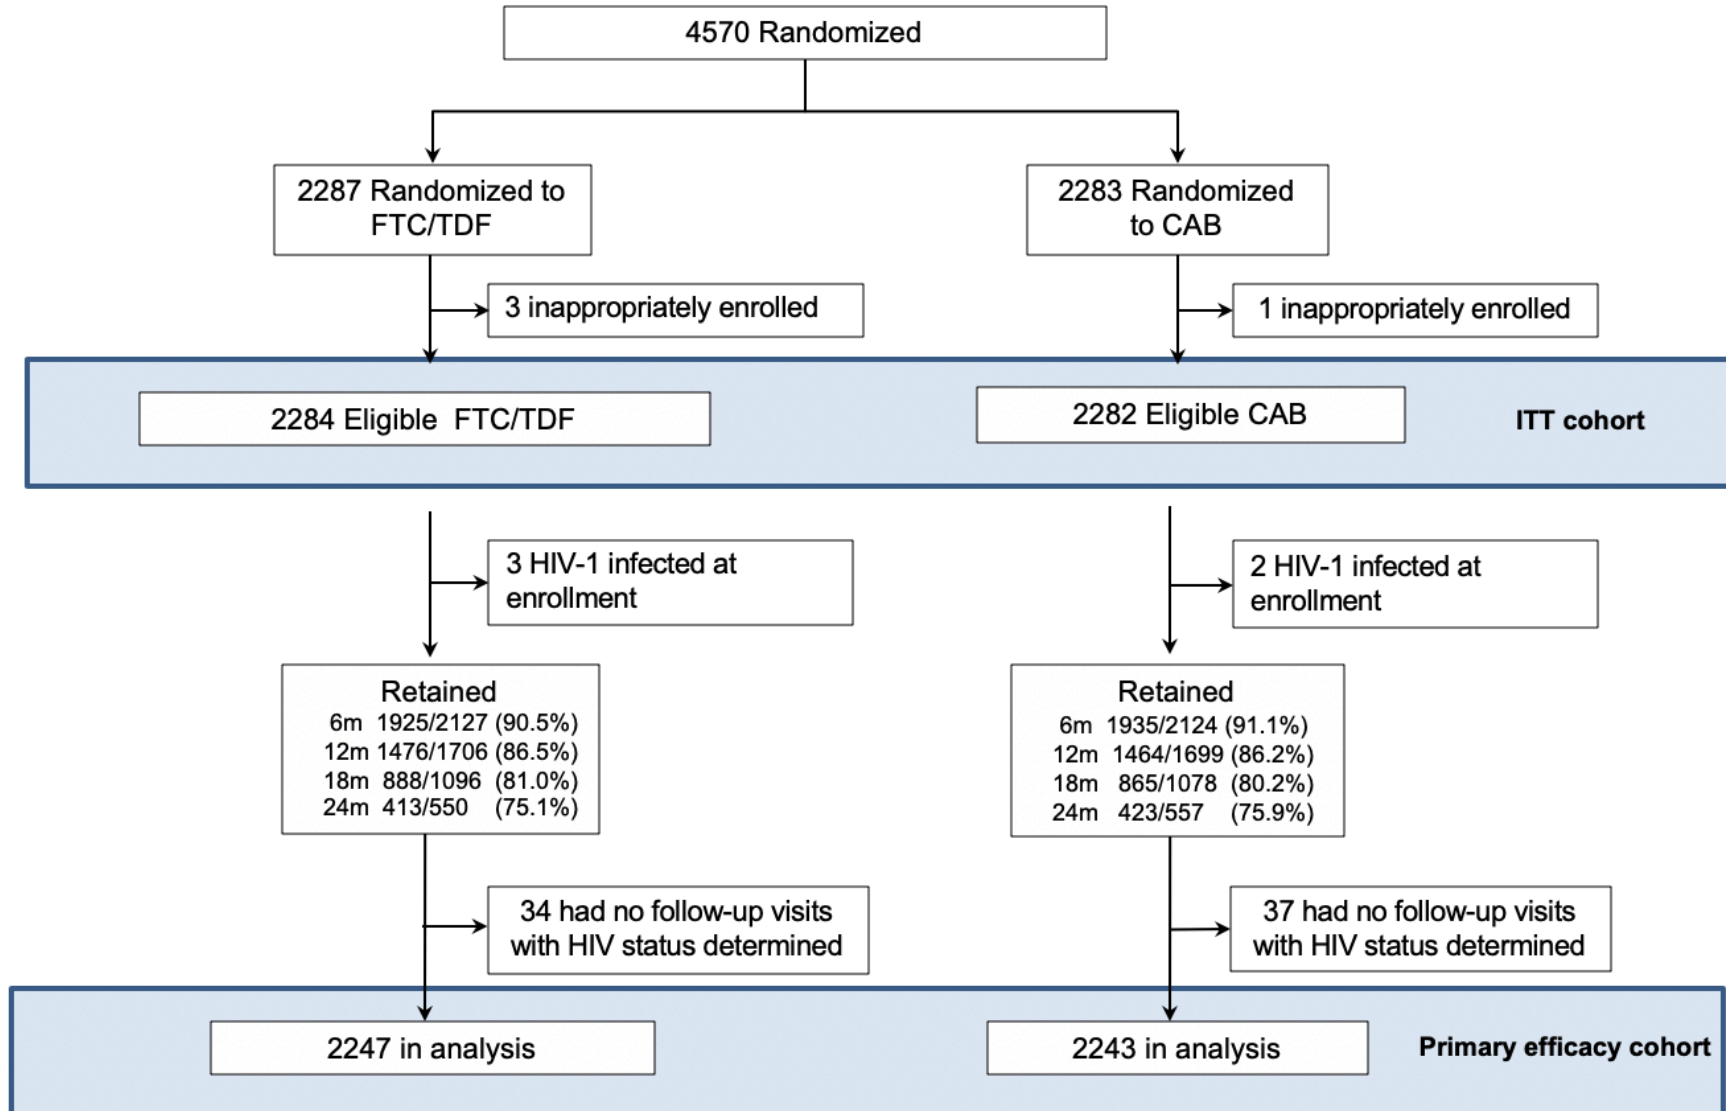 4570 Randomized
2287 Randomized to
FTC/TDF
2283 Randomized
to CAB
3 inappropriately enrolled
1 inappropriately enrolled
2284 Eligible FTC/TDF
2282 Eligible CAB
ITT cohort
3 HIV-1 infected at
enrollment
2 HIV-1 infected at
enrollment
Retained
6m 1925/2127 (90.5%)
12m 1476/1706 (86.5%)
18m 888/1096 (81.0%)
24m 413/550 (75.1%)
Retained
6m 1935/2124 (91.1%)
12m 1464/1699 (86.2%)
18m 865/1078 (80.2%)
24m 423/557 (75.9%)
34 had no follow-up visits
with HIV status determined
37 had no follow-up visits
with HIV status determined
2247 in analysis
2243 in analysis
Primary efficacy cohort